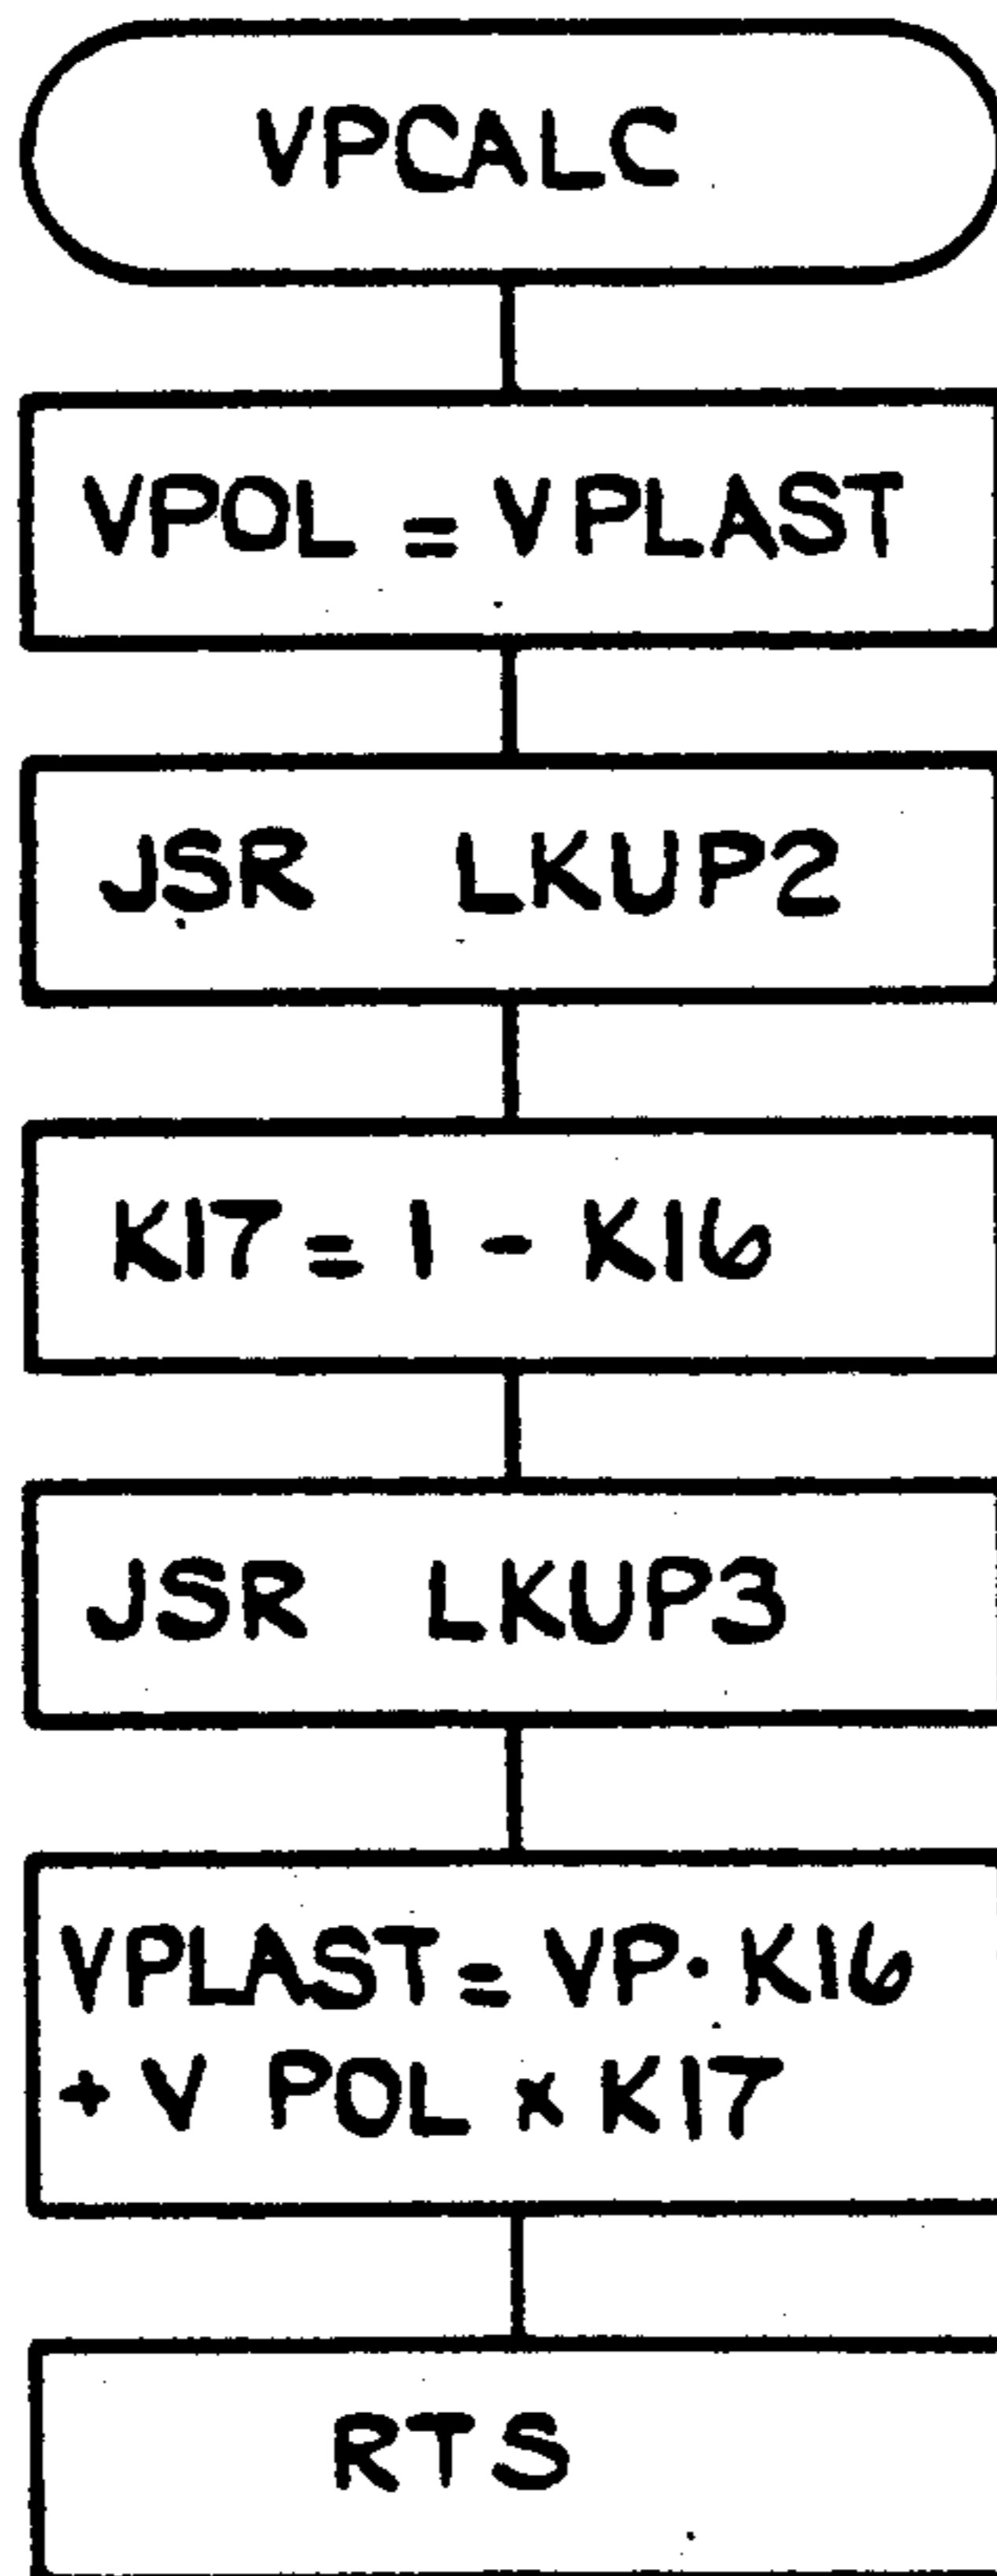 VPCALC
VPOL = VPLAST
JSR LKUP2
K17 = 1 - K16
JSR LKUP3
VPLAST = VP· K16
+ V POL x K17
RTS